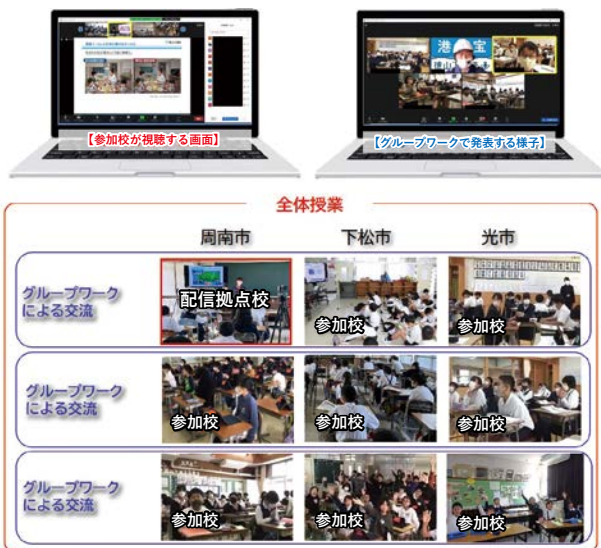 【参加校が視聴する画面】
港
宝
【グループワークで発表する様子】
全体授業
周南市
下松市
光市
グループワーク
による交流
配信拠点校
参加校
参加校
グループワーク
による交流
参加校
参加校
参加校
グループワーク
による交流
参加校
参加校
参加校